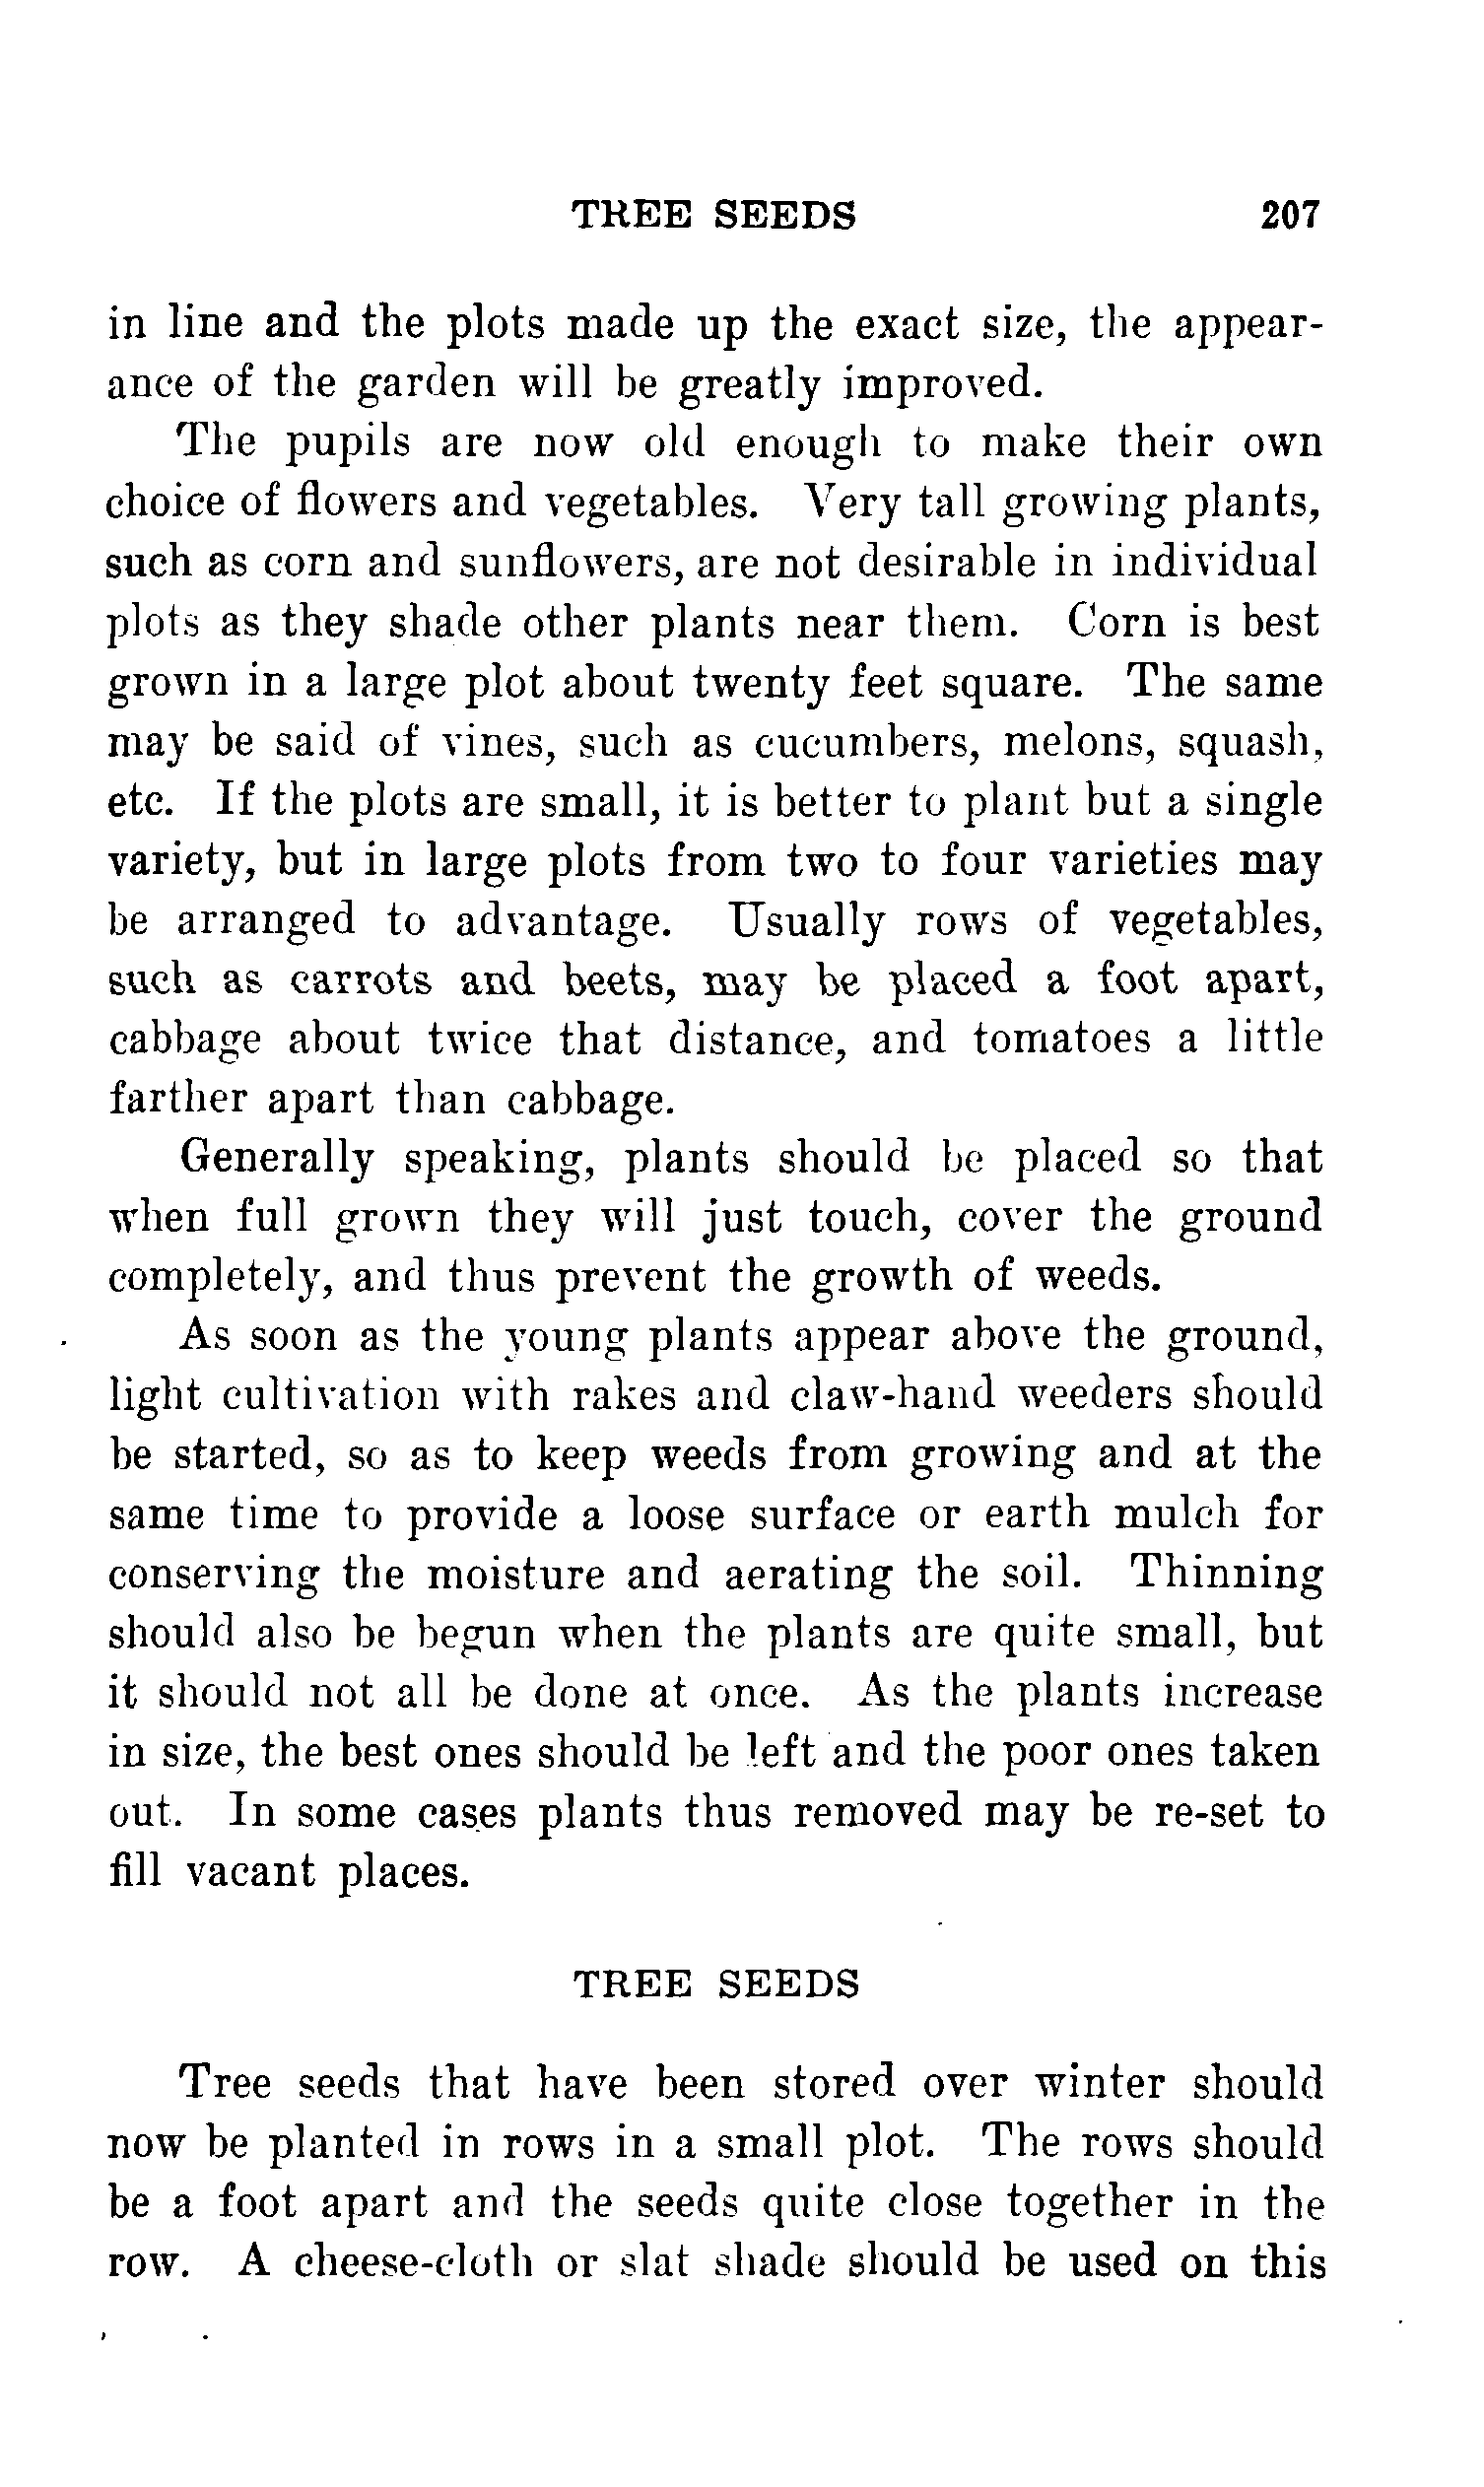 TREE SEEDS 207
in line and the plots made up the exact size, the appear-
ance of the garden will be greatly improved.
The pupils are now old enough to make their own
choice of flowers and vegetables. Very tall growing plants,
such as corn and sunflowers, are not desirable in individual
plots as they shade other plants near them. Corn is best
grown in a large plot about twenty feet square. The same
may be said of vines, such as cucumbers, melons, squash,
etc. If the plots are small, it is better to plant but a single
variety, but in large plots from two to four varieties may
be arranged to advantage. Usually rows of vegetables,
such as carrots and beets, may be placed a foot apart,
cabbage about twice that distance, and tomatoes a little
farther apart than cabbage.
Generally speaking, plants should be placed so that
when full grown they will just touch, cover the ground
completely, and thus prevent the growth of weeds.
As soon as the young plants appear above the ground,
light cultivation with rakes and claw-hand weeders should
be started, so as to keep weeds from growing and at the
same time to provide a loose surface or earth mulch for
conserving the moisture and aerating the soil. Thinning
should also be begun when the plants are quite small, but
it should not all be done at once. As the plants increase
in size, the best ones should be left and the poor ones taken
out. In some cases plants thus removed may be re-set to
fill vacant places.
TREE SEEDS
Tree seeds that have been stored over winter should
now be planted in rows in a small plot. The rows should
be a foot apart and the seeds quite close together in the
row. A cheese-cloth or slat shade should be used on this